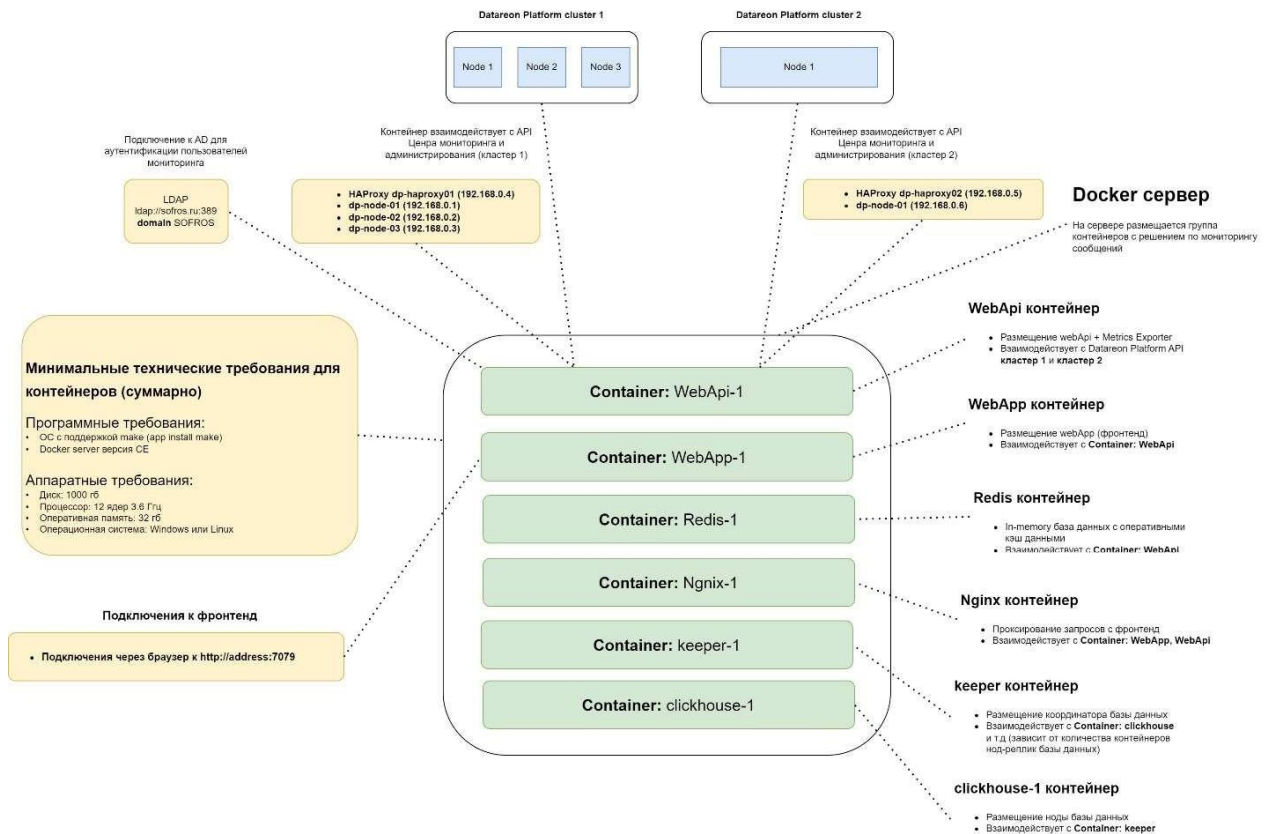 Datareon Platform cluster 1
Datareon Platform cluster 2
Node 1
Node 2
Node 3
Node 1
Подключение к AD для
аутентификации пользователей
мониторинга
Контейнер взаимодействует с API
Ценра мониторинга и
администрирования (кластер 1)
Контейнер взаимодействует с API
Ценра мониторинга и
администрирования (кластер 2)
LDAP
ldap://sofros.ru:389
domain SOFROS
• HAProxy dp-haproxy01 (192.168.0.4)
• dp-node-01 (192.168.0.1)
• dp-node-02 (192.168.0.2)
• dp-node-03 (192.168.0.3)
• HAProxy dp-haproxy02 (192.168.0.5)
• dp-node-01 (192.168.0.6)
Docker сервер
На сервере размещается группа
контейнеров с решением по мониторингу
сообщений
Минимальные технические требования для
контейнеров (суммарно)
Программные требования:
• ОС с поддержкой make (app install make)
• Docker server версия CE
Аппаратные требования:
• Диск: 1000 гб
• Процессор: 12 ядер 3.6 Ггц
• Оперативная память: 32 гб
• Операционная система: Windows или Linux
Подключения к фронтенд
• Подключения через браузер к http://address:7079
Container: WebApi-1
Container: WebApp-1
Container: Redis-1
Container: Ngnix-1
Container: keeper-1
Container: clickhouse-1
WebApi контейнер
• Размещение webApi + Metrics Exporter
• Взаимодействует с Datareon Platform API
кластер 1 и кластер 2
WebApp контейнер
• Размещение webApp (фронтенд)
• Взаимодействует с Container: WebApi
Redis контейнер
• In-memory база данных с оперативными
кэш данными
• Взаимодействует с Container: WebApi
Nginx контейнер
• Проксирование запросов с фронтенд
• Взаимодействует с Container: WebApp, WebApi
keeper контейнер
• Размещение координатора базы данных
• Взаимодействует с Container: clickhouse
и т.д (зависит от количества контейнеров
нод-реплик базы данных)
clickhouse-1 контейнер
• Размещение ноды базы данных
• Взаимодействует с Container: keeper